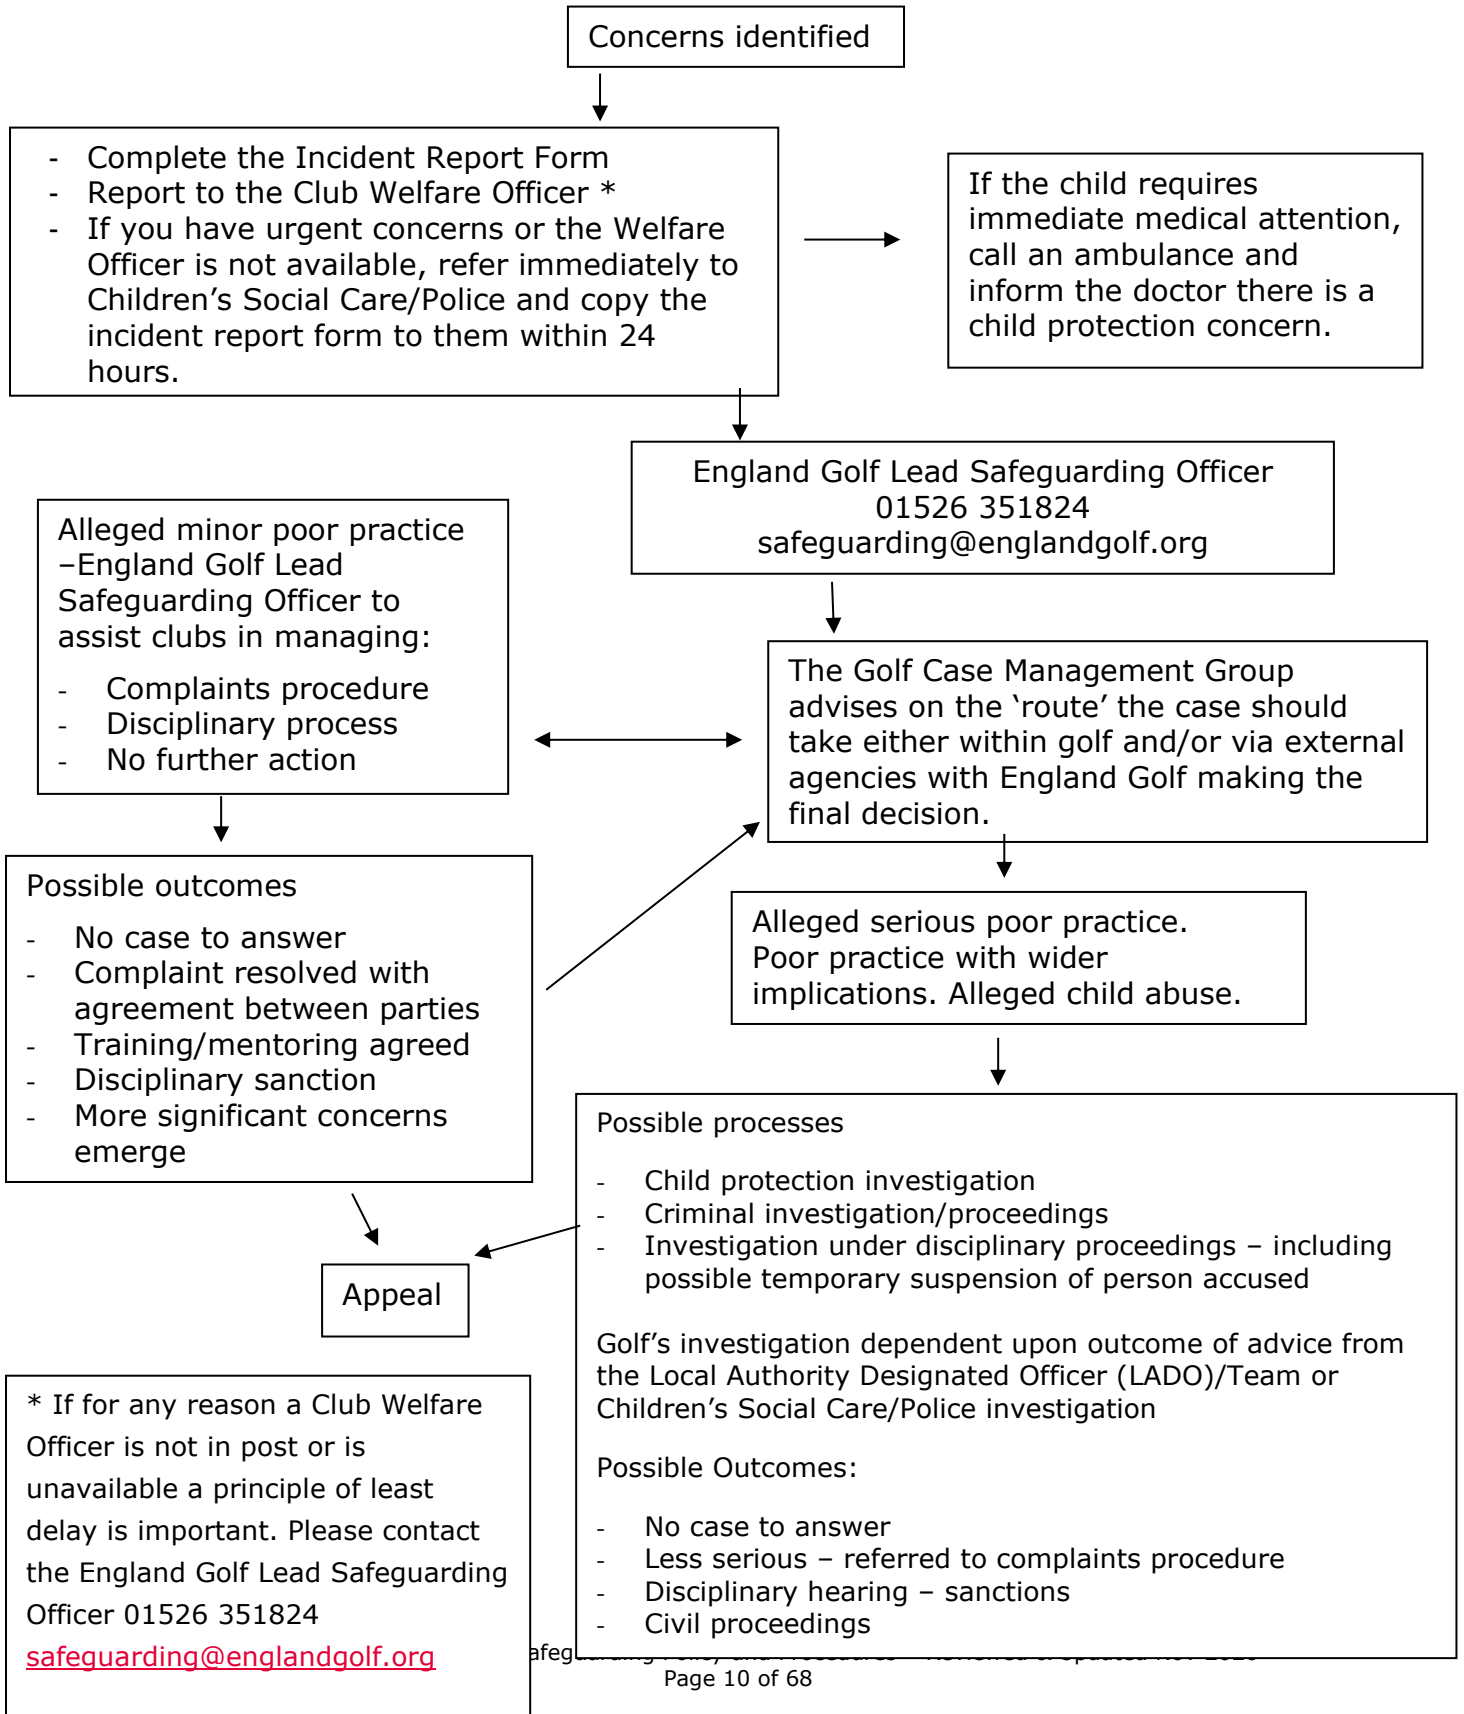 Concerns identified
- Complete the Incident Report Form
- Report to the Club Welfare Officer *
- If you have urgent concerns or the Welfare
Officer is not available, refer immediately to
Children’s Social Care/Police and copy the
incident report form to them within 24
hours.
If the child requires
immediate medical attention,
call an ambulance and
inform the doctor there is a
child protection concern.
England Golf Lead Safeguarding Officer
01526 351824
safeguarding@englandgolf.org
Alleged minor poor practice
–England Golf Lead
Safeguarding Officer to
assist clubs in managing:
- Complaints procedure
- Disciplinary process
- No further action
The Golf Case Management Group
advises on the ‘route’ the case should
take either within golf and/or via external
agencies with England Golf making the
final decision.
Possible outcomes
- No case to answer
- Complaint resolved with
agreement between parties
- Training/mentoring agreed
- Disciplinary sanction
- More significant concerns
emerge
Alleged serious poor practice.
Poor practice with wider
implications. Alleged child abuse.
Possible processes
- Child protection investigation
- Criminal investigation/proceedings
- Investigation under disciplinary proceedings – including
possible temporary suspension of person accused
Golf’s investigation dependent upon outcome of advice from
the Local Authority Designated Officer (LADO)/Team or
Children’s Social Care/Police investigation
Possible Outcomes:
- No case to answer
- Less serious – referred to complaints procedure
- Disciplinary hearing – sanctions
- Civil proceedings
Appeal
* If for any reason a Club Welfare
Officer is not in post or is
unavailable a principle of least
delay is important. Please contact
the England Golf Lead Safeguarding
Officer 01526 351824
safeguarding@englandgolf.org
Page 10 of 68